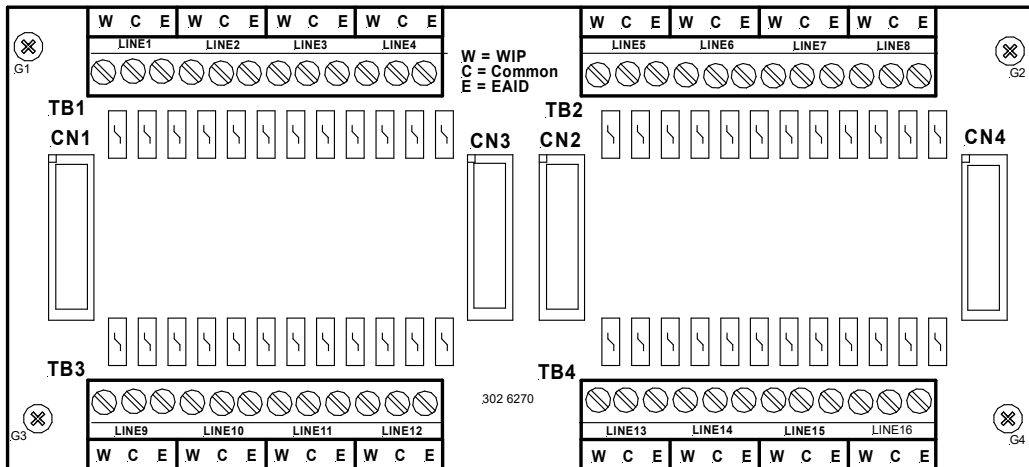 W C E W C E W C E W C E
W C E W C E W C E W C E
LINE1 LINE2 LINE3 LINE4
LINE5 LINE6 LINE7 LINE8
G1
W = WIP
C = Common
E = EAID
G2
TB1
TB2
CN1
CN3
CN2
CN4
TB3
TB4
302 6270
G3
G4
LINE9 LINE10 LINE11 LINE12
LINE13 LINE14 LINE15 LINE16
W C E W C E W C E W C E
W C E W C E W C E W C E